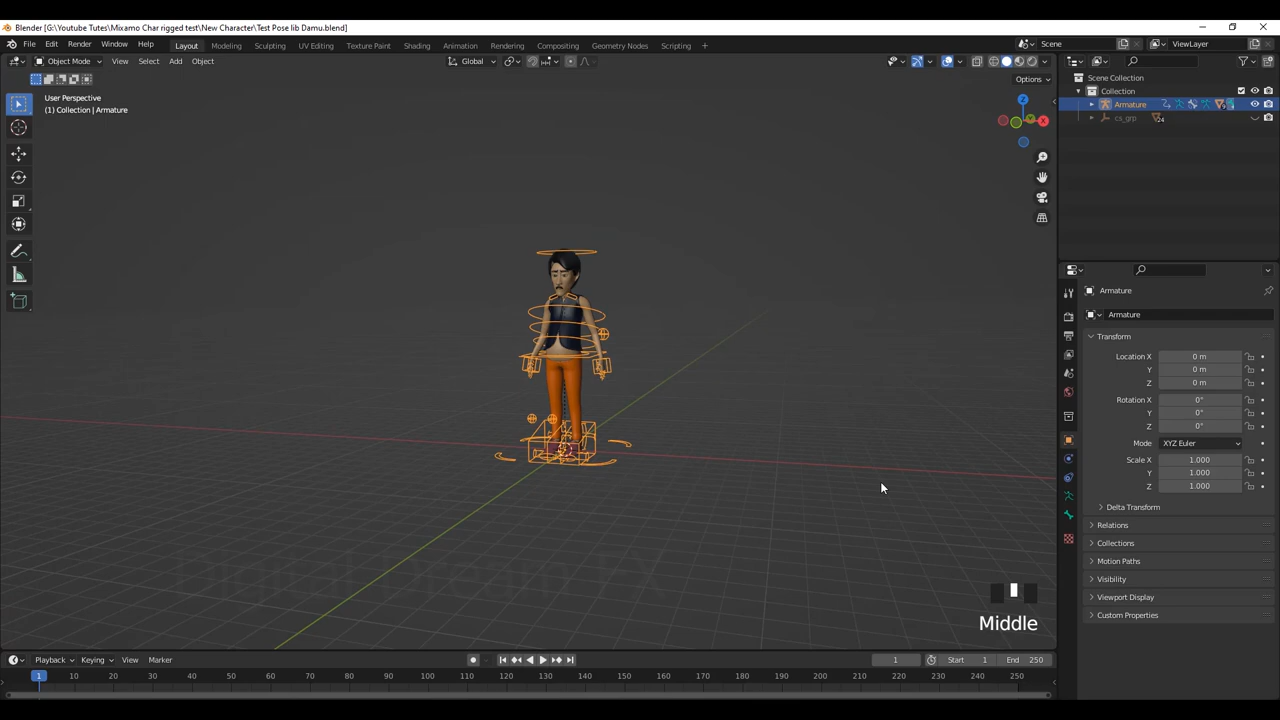 Blender [G:\Youtube Tutes\Mixamo Char rigged test\New Character\Test Pose lib Damu.blend]
File Edit Render Window Help Layout Modeling Sculpting UV Editing Texture Paint Shading Animation Rendering Compositing Geometry Nodes Scripting + Scene ViewLayer
Object Mode View Select Add Object Global
Options
User Perspective
(1) Collection | Armature
Z
X
Y
Scene Collection
Collection
Armature
cs_grp 24
Armature
Armature
Transform
Location X 0 m
Y 0 m
Z 0 m
Rotation X 0°
Y 0°
Z 0°
Mode XYZ Euler
Scale X 1.000
Y 1.000
Z 1.000
Delta Transform
Relations
Collections
Motion Paths
Visibility
Viewport Display
Custom Properties
Middle
Playback Keying View Marker 1 Start 1 End 250
1 10 20 30 40 50 60 70 80 90 100 110 120 130 140 150 160 170 180 190 200 210 220 230 240 250